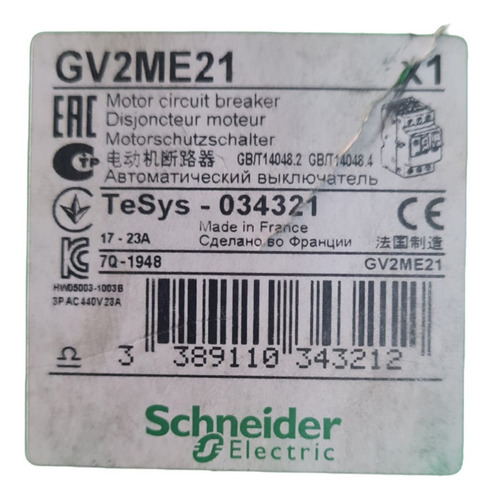 GV2ME21 x1
EAC Motor circuit breaker
Disjoncteur moteur
Motorschutzschalter
电动机断路器 GB/T14048.2 GB/T14048.4
Автоматический выключатель
TeSys - 034321 CE
Made in France
17 - 23A Сделано во Франции 法国制造
7Q-1948 GV2ME21
HW05003-1003B
3P AC 440V 23A
3 389110 343212
Schneider
Electric